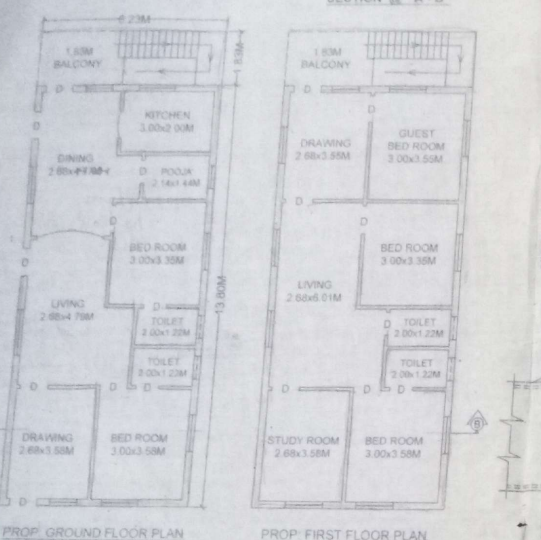 6.23M
1.83M
BALCONY
1.83M
KITCHEN
3.00x2.00M
DINING
POOJA
2.14x1.44M
BED ROOM
3.00x3.35M
13.80M
LIVING
2.68x4.79M
TOILET
2.00x1.22M
TOILET
2.00x1.22M
DRAWING
2.68x3.58M
BED ROOM
3.00x3.58M
D
D
D
D
D
D
D
D
D
D
PROP. GROUND FLOOR PLAN
1.83M
BALCONY
DRAWING
2.68x3.55M
GUEST
BED ROOM
3.00x3.55M
BED ROOM
3.00x3.35M
LIVING
2.68x6.01M
TOILET
2.00x1.22M
TOILET
2.00x1.22M
STUDY ROOM
2.68x3.58M
BED ROOM
3.00x3.58M
D
D
D
D
D
D
D
D
B
PROP. FIRST FLOOR PLAN